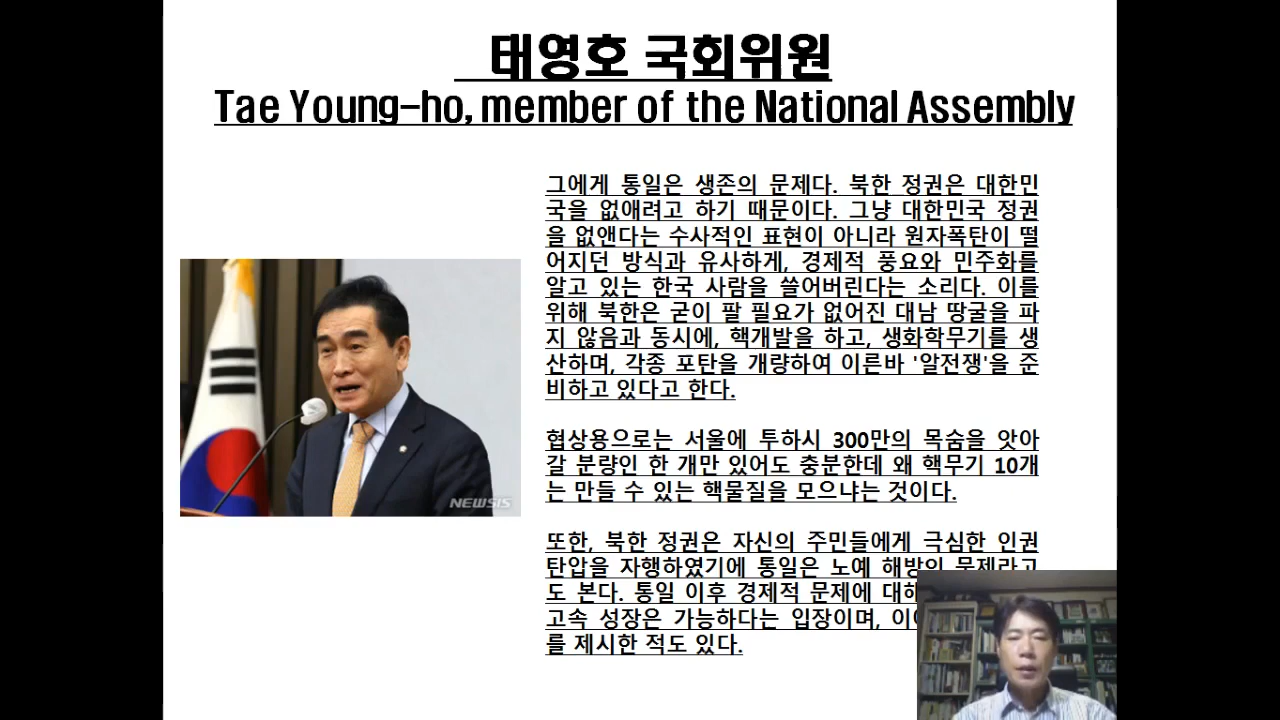 태영호 국회위원
Tae Young-ho, member of the National Assembly
그에게 통일은 생존의 문제다. 북한 정권은 대한민
국을 없애려고 하기 때문이다. 그냥 대한민국 정권
을 없앤다는 수사적인 표현이 아니라 원자폭탄이 떨
어지던 방식과 유사하게, 경제적 풍요와 민주화를
알고 있는 한국 사람을 쓸어버린다는 소리다. 이를
위해 북한은 굳이 팔 필요가 없어진 대남 땅굴을 파
지 않음과 동시에, 핵개발을 하고, 생화학무기를 생
산하며, 각종 포탄을 개량하여 이른바 '알전쟁'을 준
비하고 있다고 한다.
협상용으로는 서울에 투하시 300만의 목숨을 앗아
갈 분량인 한 개만 있어도 충분한데 왜 핵무기 10개
는 만들 수 있는 핵물질을 모으냐는 것이다.
또한, 북한 정권은 자신의 주민들에게 극심한 인권
탄압을 자행하였기에 통일은 노예 해방의 문제라고
도 본다. 통일 이후 경제적 문제에 대해
고속 성장은 가능하다는 입장이며,
를 제시한 적도 있다.
NEWSIS